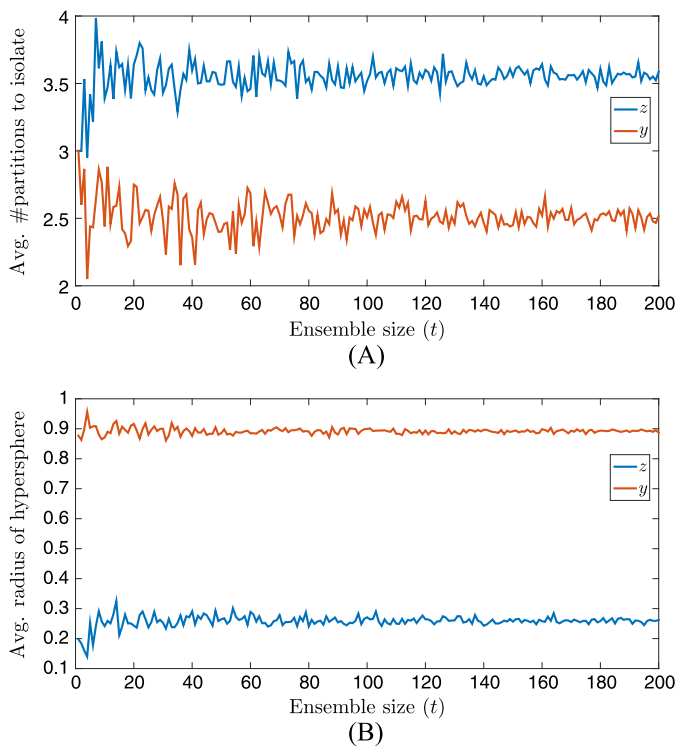 4
3.5
3
2.5
2
Avg. #partitions to isolate
z
y
0 20 40 60 80 100 120 140 160 180 200
Ensemble size (t)
(A)
1
0.9
0.8
0.7
0.6
0.5
0.4
0.3
0.2
0.1
Avg. radius of hypersphere
z
y
0 20 40 60 80 100 120 140 160 180 200
Ensemble size (t)
(B)